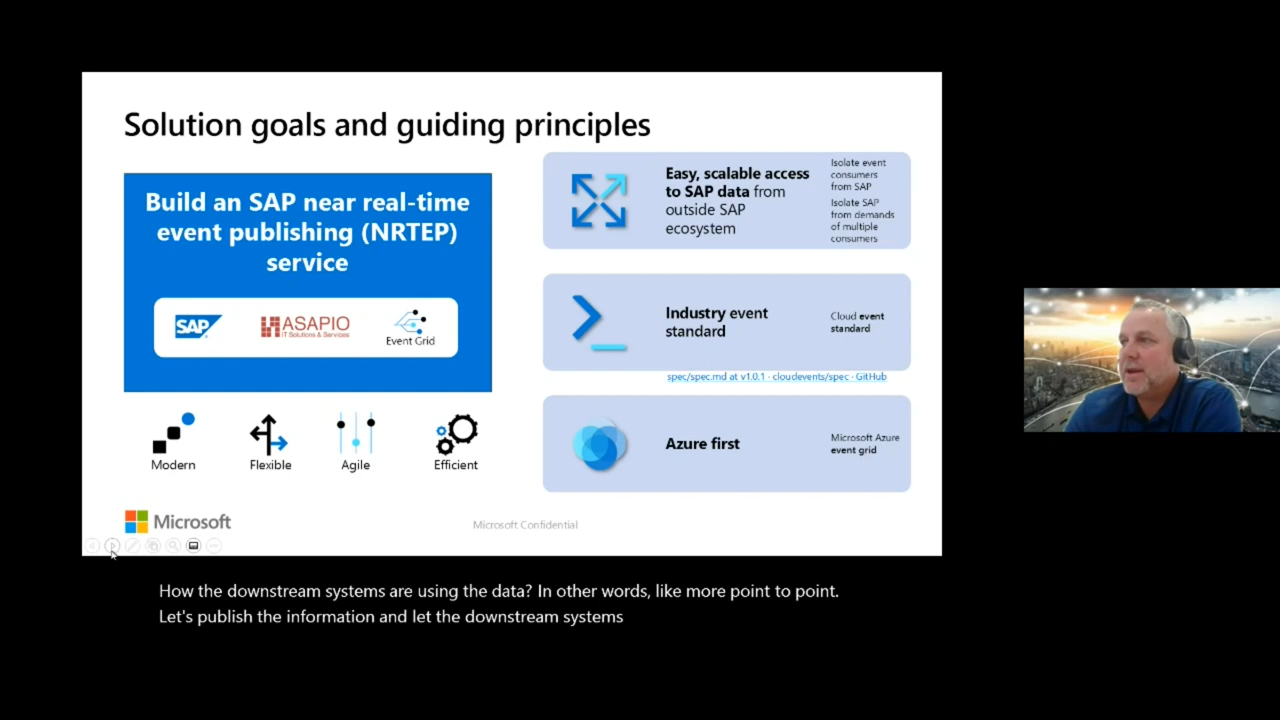 Solution goals and guiding principles
Build an SAP near real-time
event publishing (NRTEP)
service
SAP
ASAPIO
IT Solutions & Services
Event Grid
Modern
Flexible
Agile
Efficient
Easy, scalable access
to SAP data from
outside SAP
ecosystem
Isolate event
consumers
from SAP
Isolate SAP
from demands
of multiple
consumers
Industry event
standard
Cloud event
standard
spec/spec.md at v1.0.1 · cloudevents/spec · GitHub
Azure first
Microsoft Azure
event grid
Microsoft
Microsoft Confidential
How the downstream systems are using the data? In other words, like more point to point.
Let's publish the information and let the downstream systems